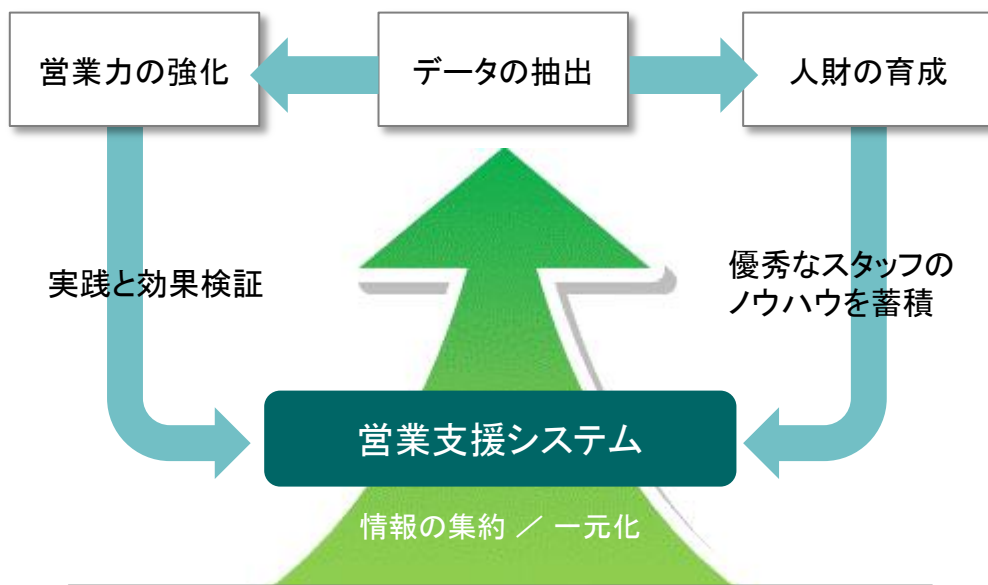 営業力の強化
データの抽出
人財の育成
実践と効果検証
優秀なスタッフの
ノウハウを蓄積
営業支援システム
情報の集約 ／ 一元化